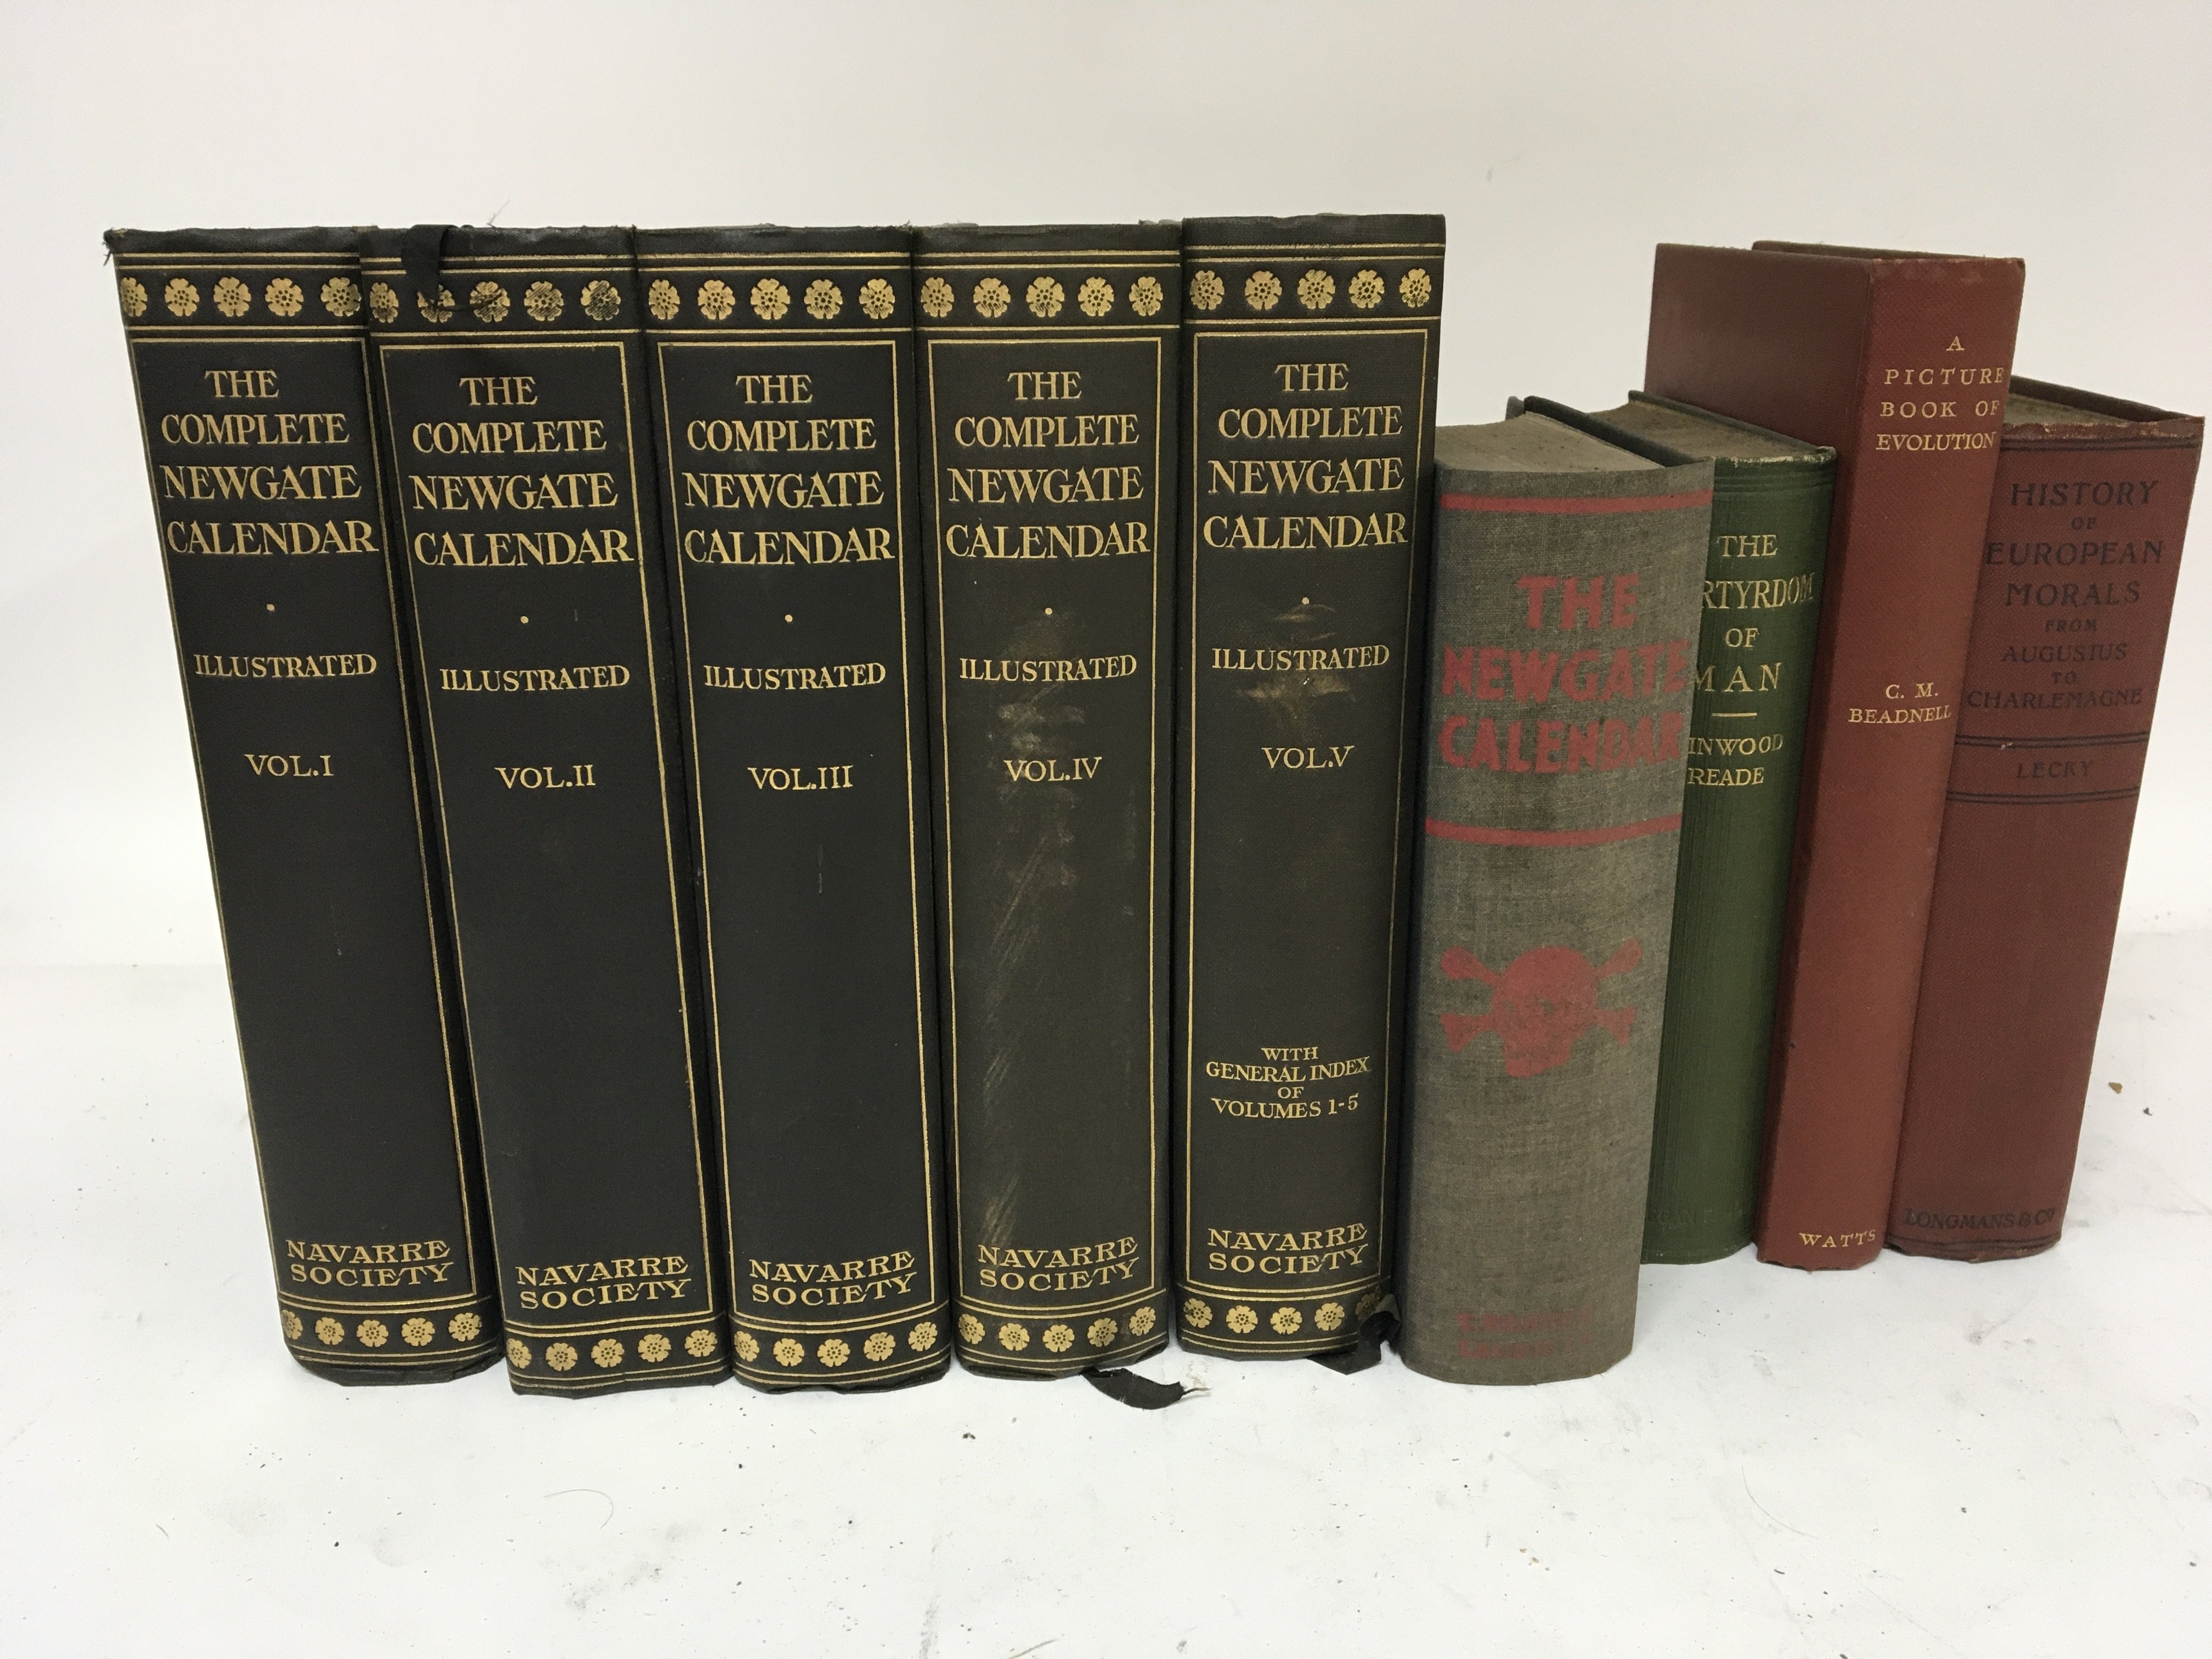 THE
COMPLETE
NEWGATE
CALENDAR
ILLUSTRATED
VOL.I
NAVARRE
SOCIETY
THE
COMPLETE
NEWGATE
CALENDAR
ILLUSTRATED
VOL.II
NAVARRE
SOCIETY
THE
COMPLETE
NEWGATE
CALENDAR
ILLUSTRATED
VOL.III
NAVARRE
SOCIETY
THE
COMPLETE
NEWGATE
CALENDAR
ILLUSTRATED
VOL.IV
NAVARRE
SOCIETY
THE
COMPLETE
NEWGATE
CALENDAR
ILLUSTRATED
VOL.V
WITH
GENERAL INDEX
OF
VOLUMES 1-5
NAVARRE
SOCIETY
THE
NEWGATE
CALENDAR
THE
RTYRDOM
OF
MAN
INWOOD
READE
A
PICTURE
BOOK OF
EVOLUTION
C. M.
BEADNELL
WATTS
HISTORY
OF
EUROPEAN
MORALS
FROM
AUGUSTUS
TO
CHARLEMAGNE
LECKY
LONGMANS & Co